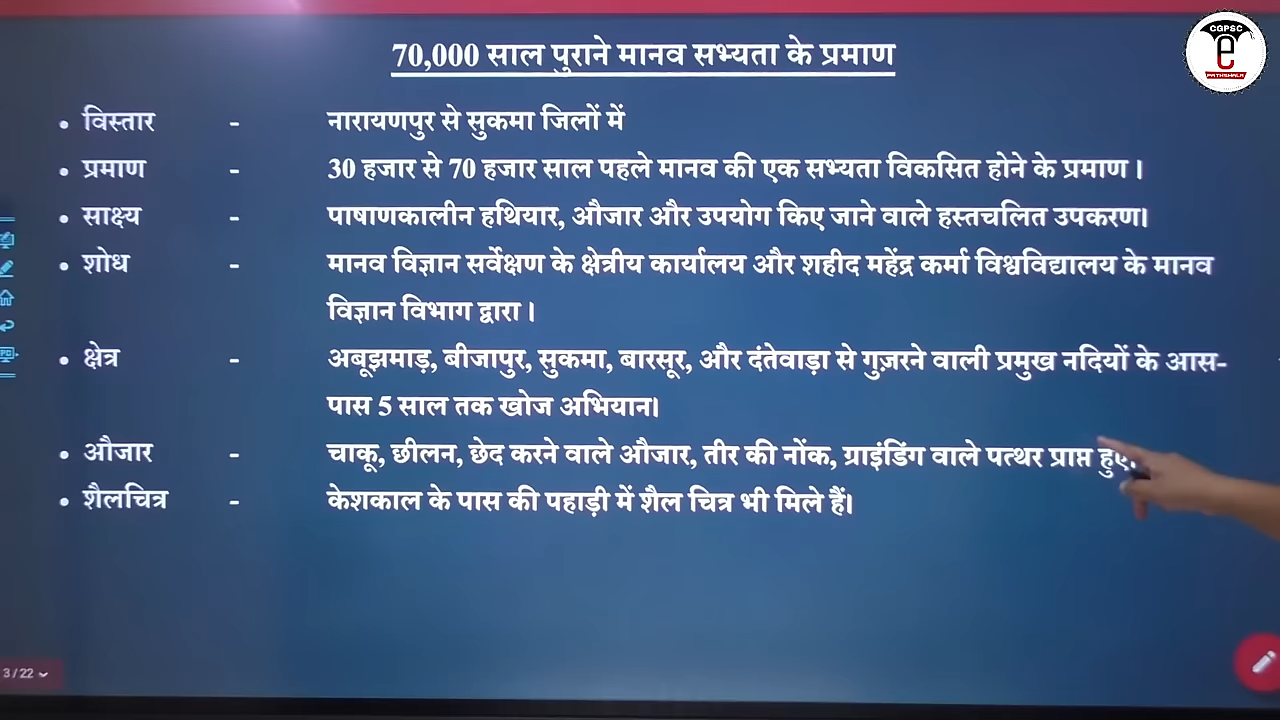 CGPSC
e
PATHSHALA
70,000 साल पुराने मानव सभ्यता के प्रमाण
• विस्तार - नारायणपुर से सुकमा जिलों में
• प्रमाण - 30 हजार से 70 हजार साल पहले मानव की एक सभ्यता विकसित होने के प्रमाण ।
• साक्ष्य - पाषाणकालीन हथियार, औजार और उपयोग किए जाने वाले हस्तचलित उपकरण।
• शोध - मानव विज्ञान सर्वेक्षण के क्षेत्रीय कार्यालय और शहीद महेंद्र कर्मा विश्वविद्यालय के मानव
विज्ञान विभाग द्वारा ।
• क्षेत्र - अबूझमाड़, बीजापुर, सुकमा, बारसूर, और दंतेवाड़ा से गुज़रने वाली प्रमुख नदियों के आस-
पास 5 साल तक खोज अभियान।
• औजार - चाकू, छीलन, छेद करने वाले औजार, तीर की नोंक, ग्राइंडिंग वाले पत्थर प्राप्त हुए.
• शैलचित्र - केशकाल के पास की पहाड़ी में शैल चित्र भी मिले हैं।
3 / 22